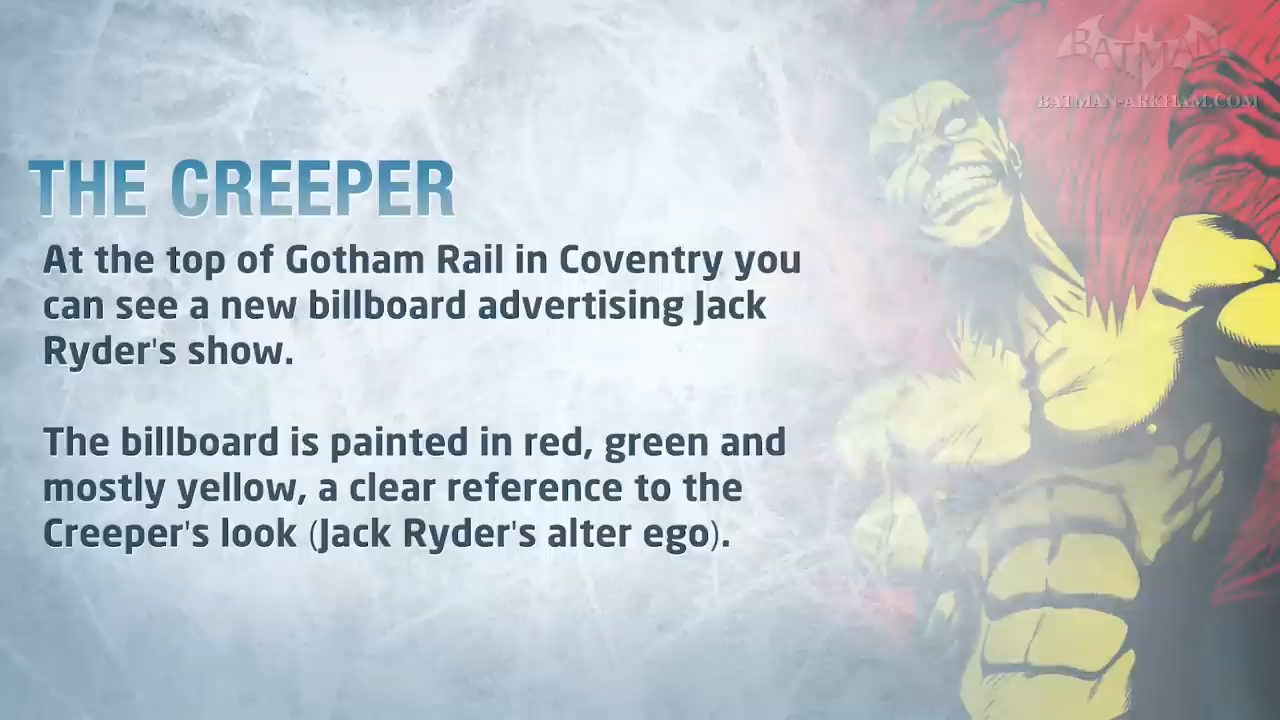 BATMAN
BATMAN-ARKHAM.COM
THE CREEPER
At the top of Gotham Rail in Coventry you
can see a new billboard advertising Jack
Ryder's show.
The billboard is painted in red, green and
mostly yellow, a clear reference to the
Creeper's look (Jack Ryder's alter ego).